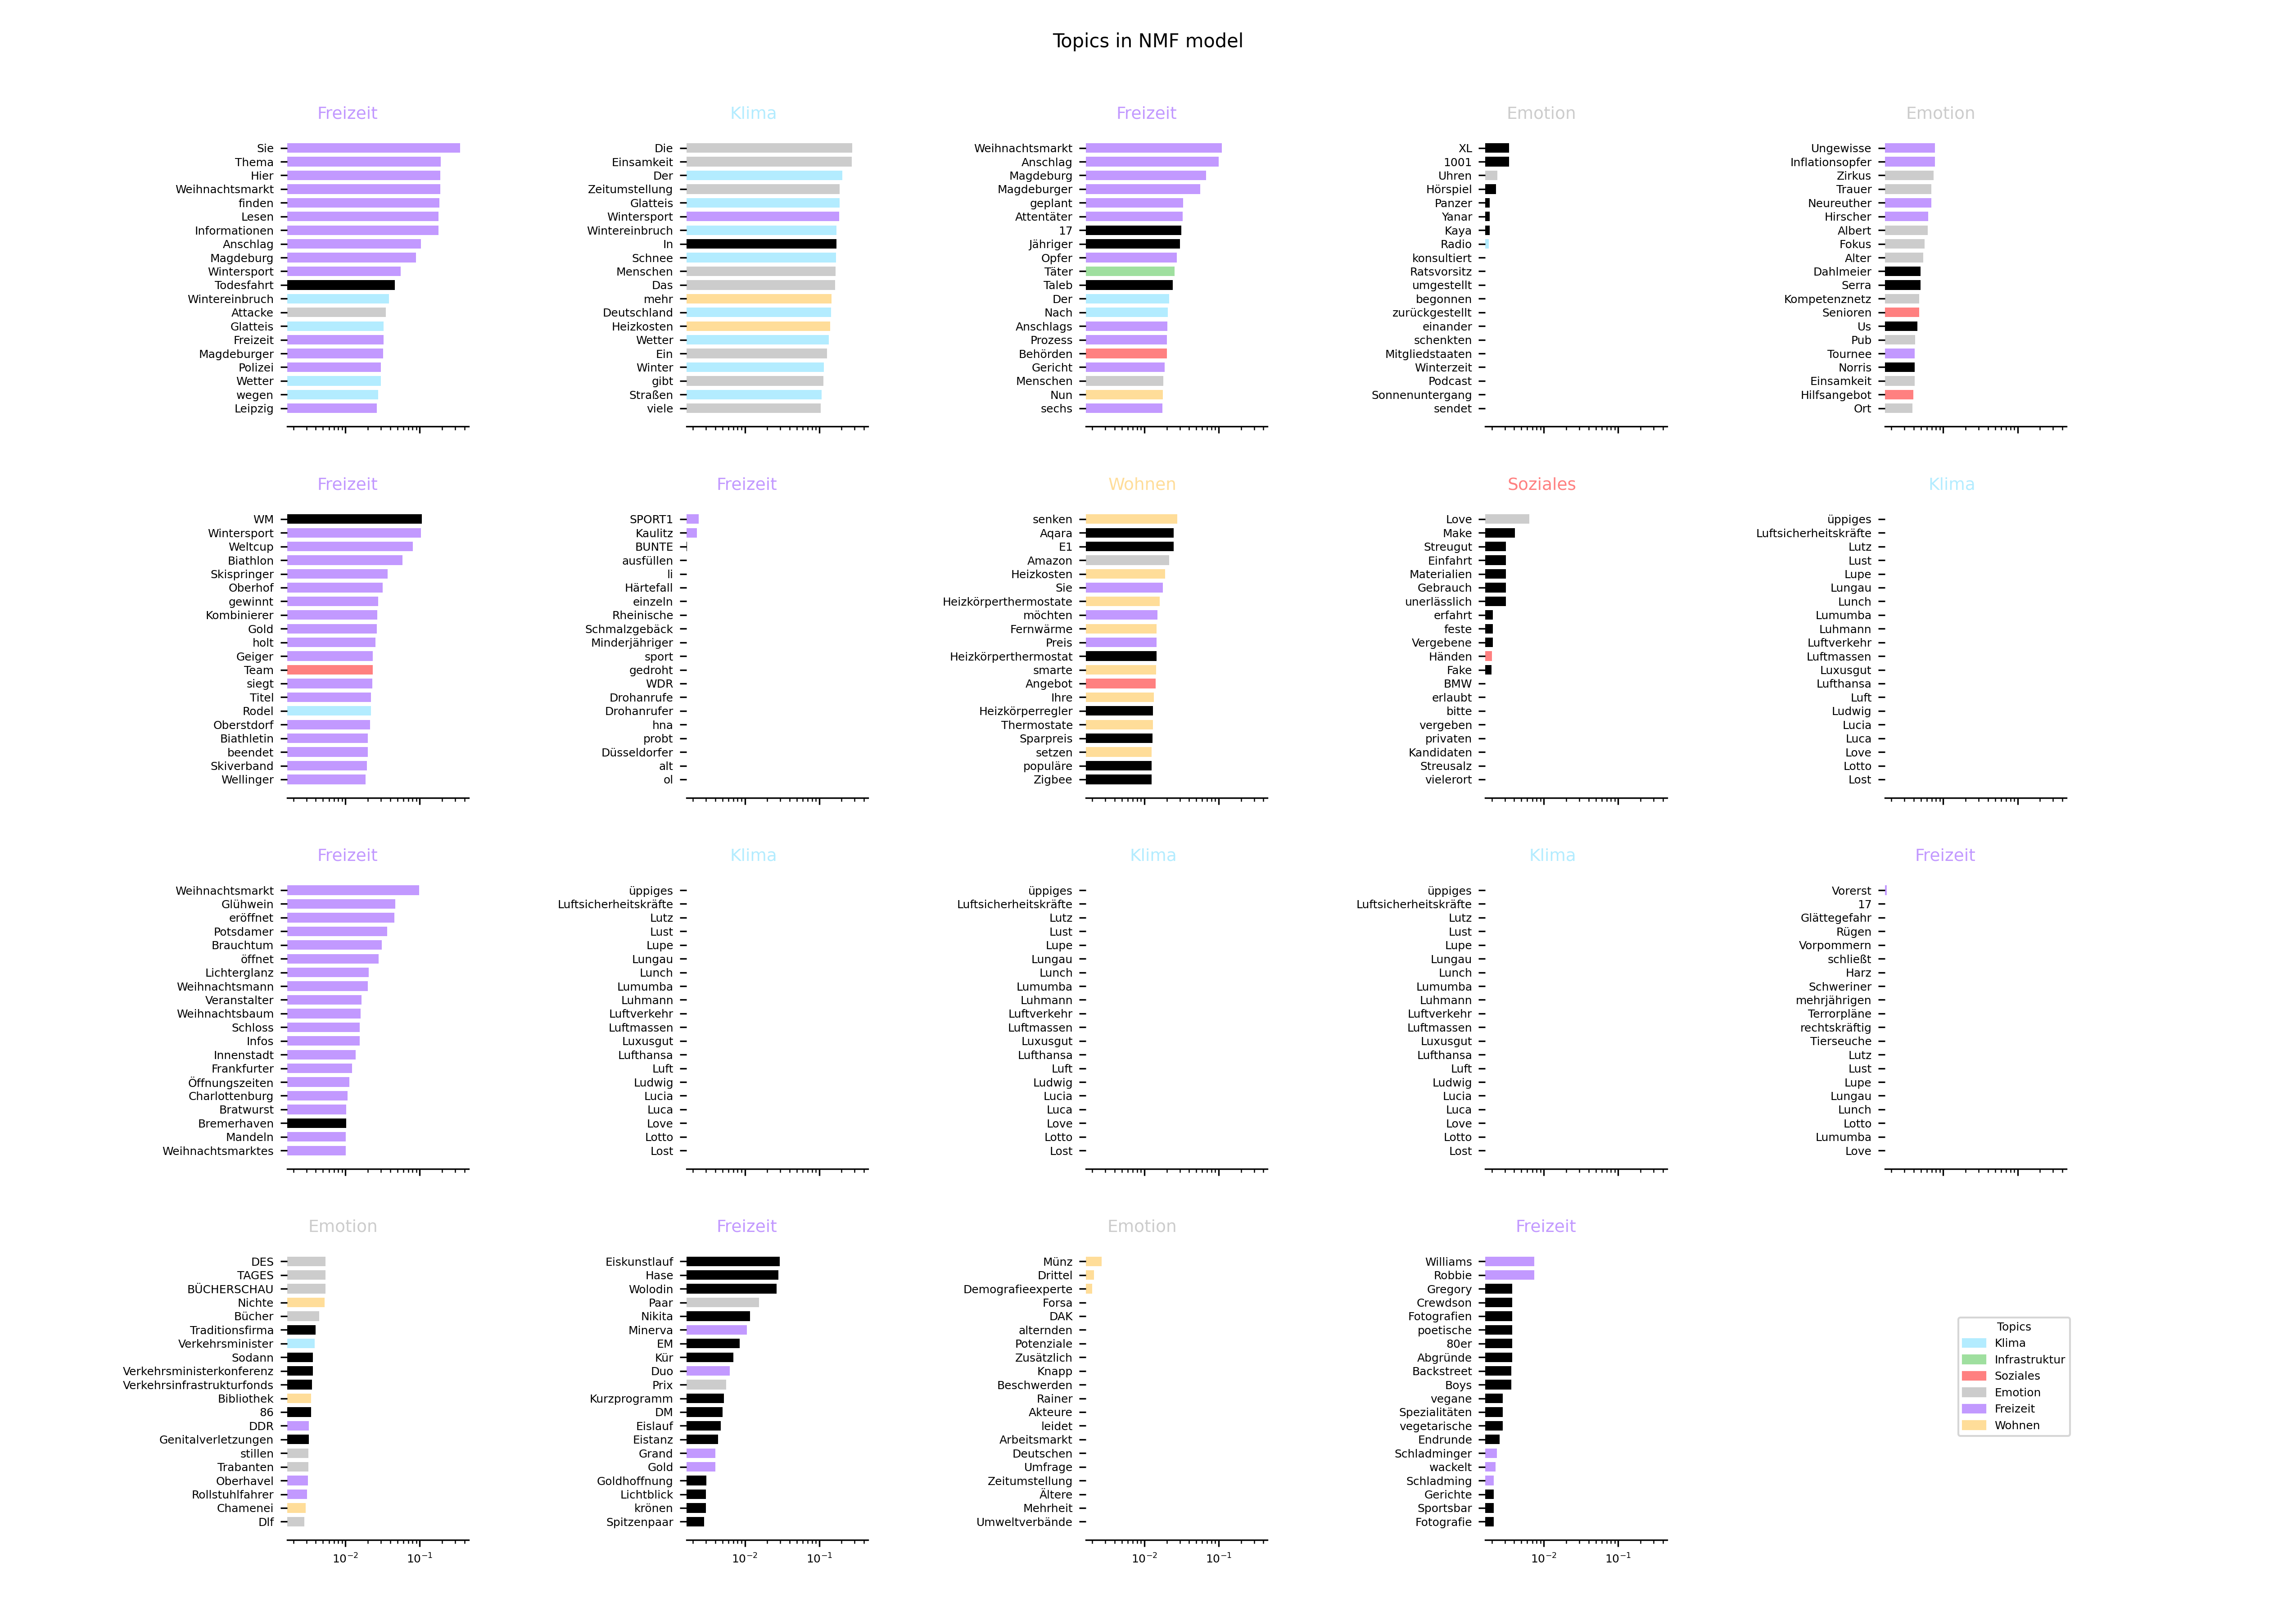 Topics in NMF model
Freizeit
Sie
Thema
Hier
Weihnachtsmarkt
finden
Lesen
Informationen
Anschlag
Magdeburg
Wintersport
Todesfahrt
Wintereinbruch
Attacke
Glatteis
Freizeit
Magdeburger
Polizei
Wetter
wegen
Leipzig
Klima
Die
Einsamkeit
Der
Zeitumstellung
Glatteis
Wintersport
Wintereinbruch
In
Schnee
Menschen
Das
mehr
Deutschland
Heizkosten
Wetter
Ein
Winter
gibt
Straßen
viele
Freizeit
Weihnachtsmarkt
Anschlag
Magdeburg
Magdeburger
geplant
Attentäter
17
Jähriger
Opfer
Täter
Taleb
Der
Nach
Anschlags
Prozess
Behörden
Gericht
Menschen
Nun
sechs
Emotion
XL
1001
Uhren
Hörspiel
Panzer
Yanar
Kaya
Radio
konsultiert
Ratsvorsitz
umgestellt
begonnen
zurückgestellt
einander
schenkten
Mitgliedstaaten
Winterzeit
Podcast
Sonnenuntergang
sendet
Emotion
Ungewisse
Inflationsopfer
Zirkus
Trauer
Neureuther
Hirscher
Albert
Fokus
Alter
Dahlmeier
Serra
Kompetenznetz
Senioren
Us
Pub
Tournee
Norris
Einsamkeit
Hilfsangebot
Ort
Freizeit
WM
Wintersport
Weltcup
Biathlon
Skispringer
Oberhof
gewinnt
Kombinierer
Gold
holt
Geiger
Team
siegt
Titel
Rodel
Oberstdorf
Biathletin
beendet
Skiverband
Wellinger
Freizeit
SPORT1
Kaulitz
BUNTE
ausfüllen
li
Härtefall
einzeln
Rheinische
Schmalzgebäck
Minderjähriger
sport
gedroht
WDR
Drohanrufe
Drohanrufer
hna
probt
Düsseldorfer
alt
ol
Wohnen
senken
Aqara
E1
Amazon
Heizkosten
Sie
Heizkörperthermostate
möchten
Fernwärme
Preis
Heizkörperthermostat
smarte
Angebot
Ihre
Heizkörperregler
Thermostate
Sparpreis
setzen
populäre
Zigbee
Soziales
Love
Make
Streugut
Einfahrt
Materialien
Gebrauch
unerlässlich
erfahrt
feste
Vergebene
Händen
Fake
BMW
erlaubt
bitte
vergeben
privaten
Kandidaten
Streusalz
vielerort
Klima
üppiges
Luftsicherheitskräfte
Lutz
Lust
Lupe
Lungau
Lunch
Lumumba
Luhmann
Luftverkehr
Luftmassen
Luxusgut
Lufthansa
Luft
Ludwig
Lucia
Luca
Love
Lotto
Lost
Freizeit
Weihnachtsmarkt
Glühwein
eröffnet
Potsdamer
Brauchtum
öffnet
Lichterglanz
Weihnachtsmann
Veranstalter
Weihnachtsbaum
Schloss
Infos
Innenstadt
Frankfurter
Öffnungszeiten
Charlottenburg
Bratwurst
Bremerhaven
Mandeln
Weihnachtsmarktes
Klima
üppiges
Luftsicherheitskräfte
Lutz
Lust
Lupe
Lungau
Lunch
Lumumba
Luhmann
Luftverkehr
Luftmassen
Luxusgut
Lufthansa
Luft
Ludwig
Lucia
Luca
Love
Lotto
Lost
Klima
üppiges
Luftsicherheitskräfte
Lutz
Lust
Lupe
Lungau
Lunch
Lumumba
Luhmann
Luftverkehr
Luftmassen
Luxusgut
Lufthansa
Luft
Ludwig
Lucia
Luca
Love
Lotto
Lost
Klima
üppiges
Luftsicherheitskräfte
Lutz
Lust
Lupe
Lungau
Lunch
Lumumba
Luhmann
Luftverkehr
Luftmassen
Luxusgut
Lufthansa
Luft
Ludwig
Lucia
Luca
Love
Lotto
Lost
Freizeit
Vorerst
17
Glättegefahr
Rügen
Vorpommern
schließt
Harz
Schweriner
mehrjährigen
Terrorpläne
rechtskräftig
Tierseuche
Lutz
Lust
Lupe
Lungau
Lunch
Lotto
Lumumba
Love
Emotion
DES
TAGES
BÜCHERSCHAU
Nichte
Bücher
Traditionsfirma
Verkehrsminister
Sodann
Verkehrsministerkonferenz
Verkehrsinfrastrukturfonds
Bibliothek
86
DDR
Genitalverletzungen
stillen
Trabanten
Oberhavel
Rollstuhlfahrer
Chamenei
Dlf
10⁻² 10⁻¹
Freizeit
Eiskunstlauf
Hase
Wolodin
Paar
Nikita
Minerva
EM
Kür
Duo
Prix
Kurzprogramm
DM
Eislauf
Eistanz
Grand
Gold
Goldhoffnung
Lichtblick
krönen
Spitzenpaar
10⁻² 10⁻¹
Emotion
Münz
Drittel
Demografieexperte
Forsa
DAK
alternden
Potenziale
Zusätzlich
Knapp
Beschwerden
Rainer
Akteure
leidet
Arbeitsmarkt
Deutschen
Umfrage
Zeitumstellung
Ältere
Mehrheit
Umweltverbände
10⁻² 10⁻¹
Freizeit
Williams
Robbie
Gregory
Crewdson
Fotografien
poetische
80er
Abgründe
Backstreet
Boys
vegane
Spezialitäten
vegetarische
Endrunde
Schladminger
wackelt
Schladming
Gerichte
Sportsbar
Fotografie
10⁻² 10⁻¹
Topics
Klima
Infrastruktur
Soziales
Emotion
Freizeit
Wohnen